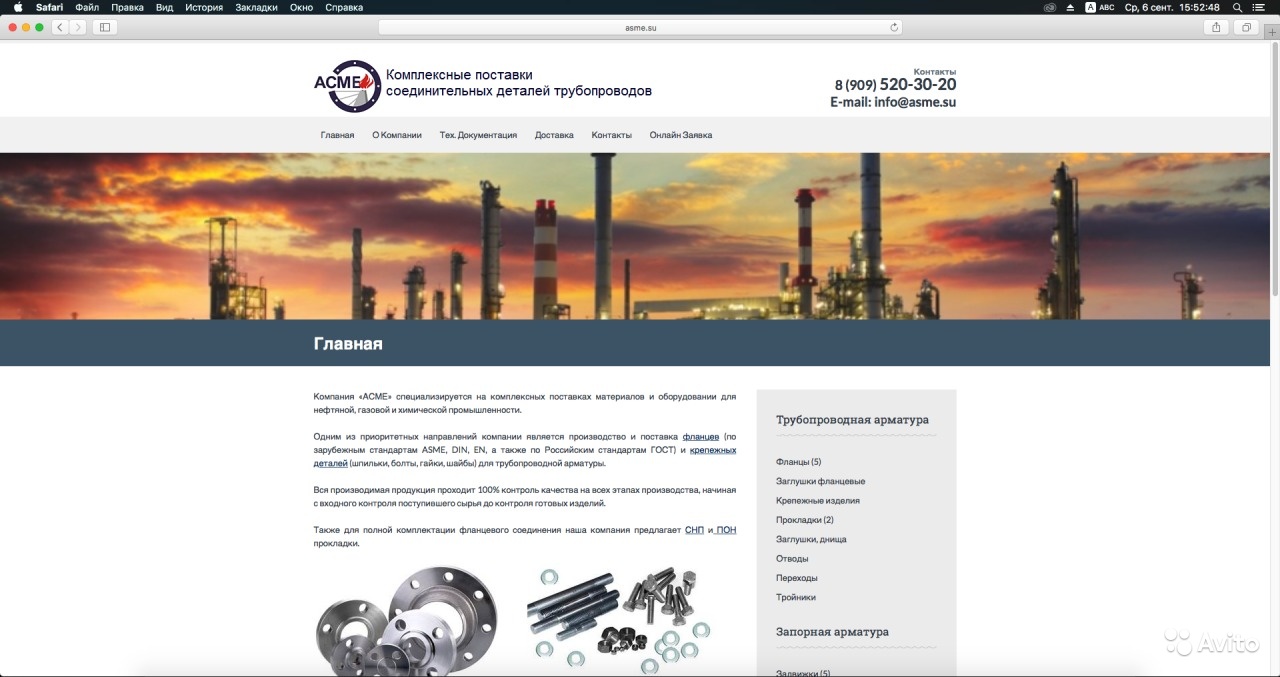 Safari Файл Правка Вид История Закладки Окно Справка
A ABC Ср, 6 сент. 15:52:48
asme.su
АСМЕ
Комплексные поставки
соединительных деталей трубопроводов
Контакты
8 (909) 520-30-20
E-mail: info@asme.su
Главная О Компании Тех. Документация Доставка Контакты Онлайн Заявка
Главная
Компания «АСМЕ» специализируется на комплексных поставках материалов и оборудовании для
нефтяной, газовой и химической промышленности.
Одним из приоритетных направлений компании является производство и поставка фланцев (по
зарубежным стандартам ASME, DIN, EN, а также по Российским стандартам ГОСТ) и крепежных
деталей (шпильки, болты, гайки, шайбы) для трубопроводной арматуры.
Вся производимая продукция проходит 100% контроль качества на всех этапах производства, начиная
с входного контроля поступившего сырья до контроля готовых изделий.
Также для полной комплектации фланцевого соединения наша компания предлагает СНП и ПОН
прокладки.
Трубопроводная арматура
Фланцы (5)
Заглушки фланцевые
Крепежные изделия
Прокладки (2)
Заглушки, днища
Отводы
Переходы
Тройники
Запорная арматура
Задвижки (5)
Avito